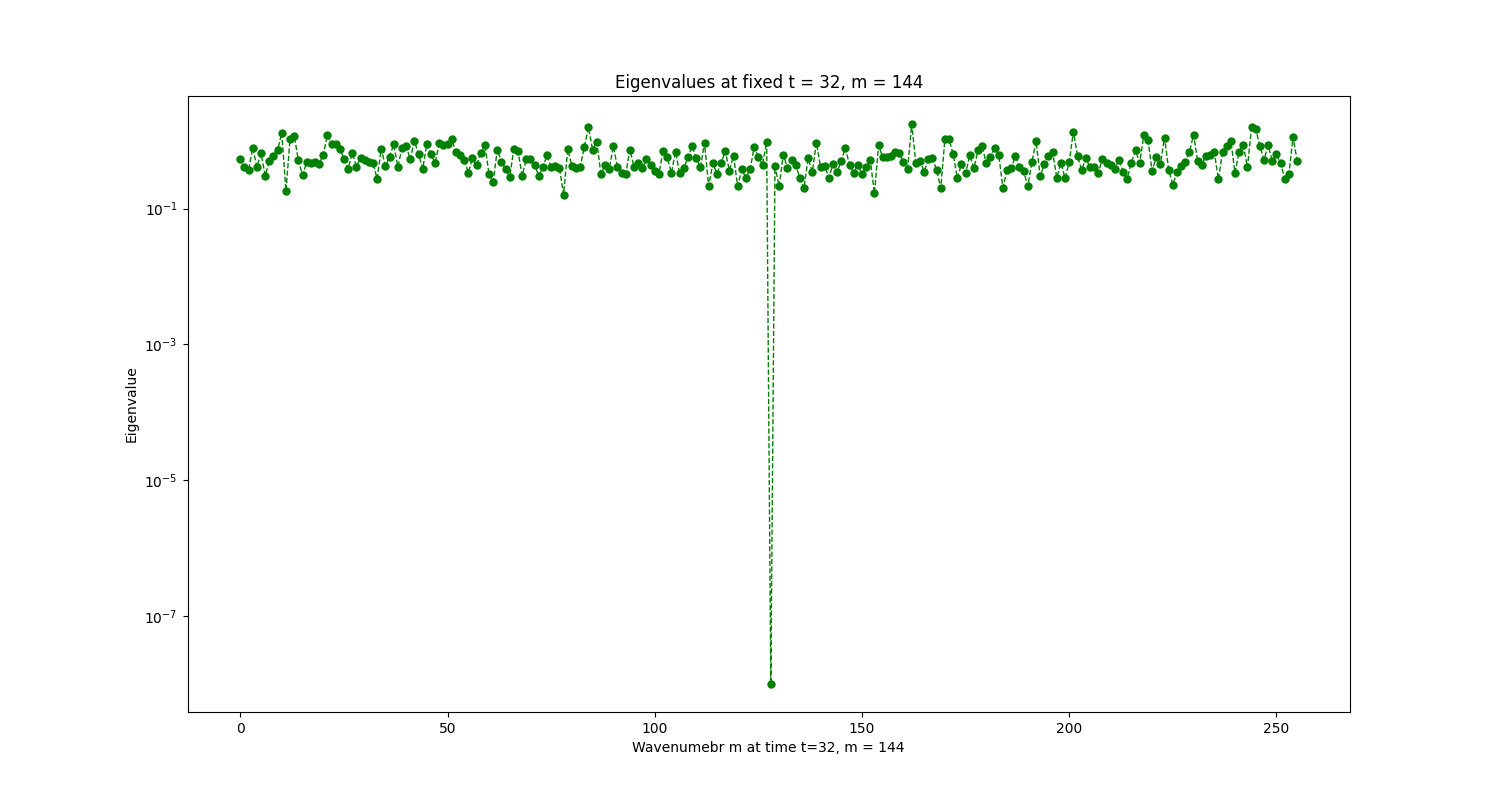 Eigenvalues at fixed t = 32, m = 144
Eigenvalue
10⁻¹
10⁻³
10⁻⁵
10⁻⁷
0 50 100 150 200 250
Wavenumebr m at time t=32, m = 144